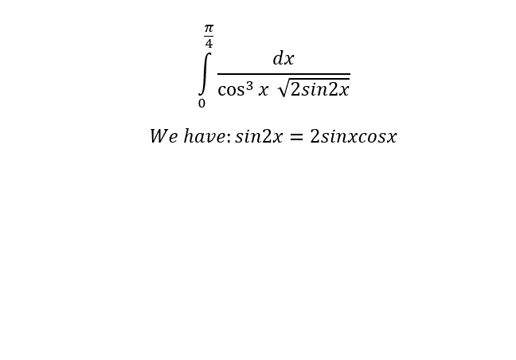 ∫₀^(π/4) dx / (cos³ x √(2sin2x))
We have: sin2x = 2sinxcosx